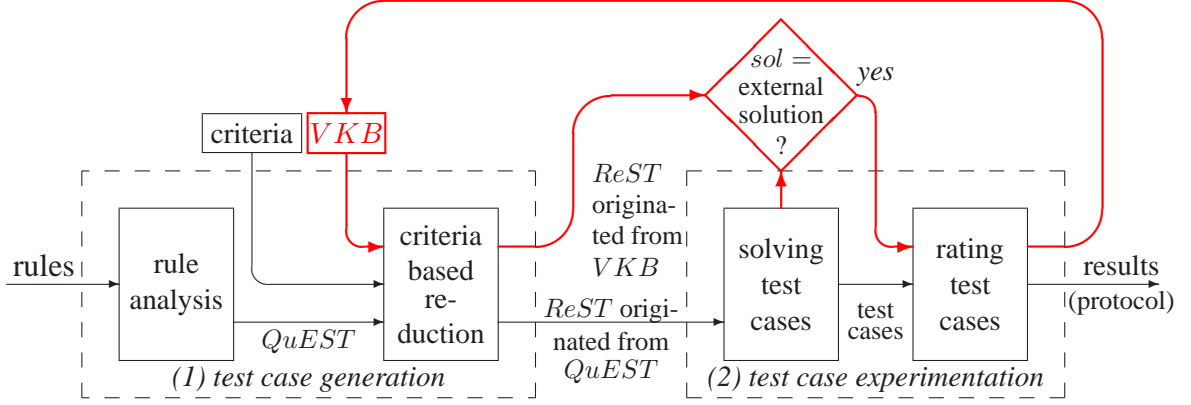 sol =
external
solution
?
yes
criteria
VKB
rules
rule
analysis
QuEST
criteria
based
re-
duction
(1) test case generation
ReST
origina-
ted from
VKB
ReST origi-
nated from
QuEST
solving
test
cases
test
cases
rating
test
cases
(2) test case experimentation
results
(protocol)